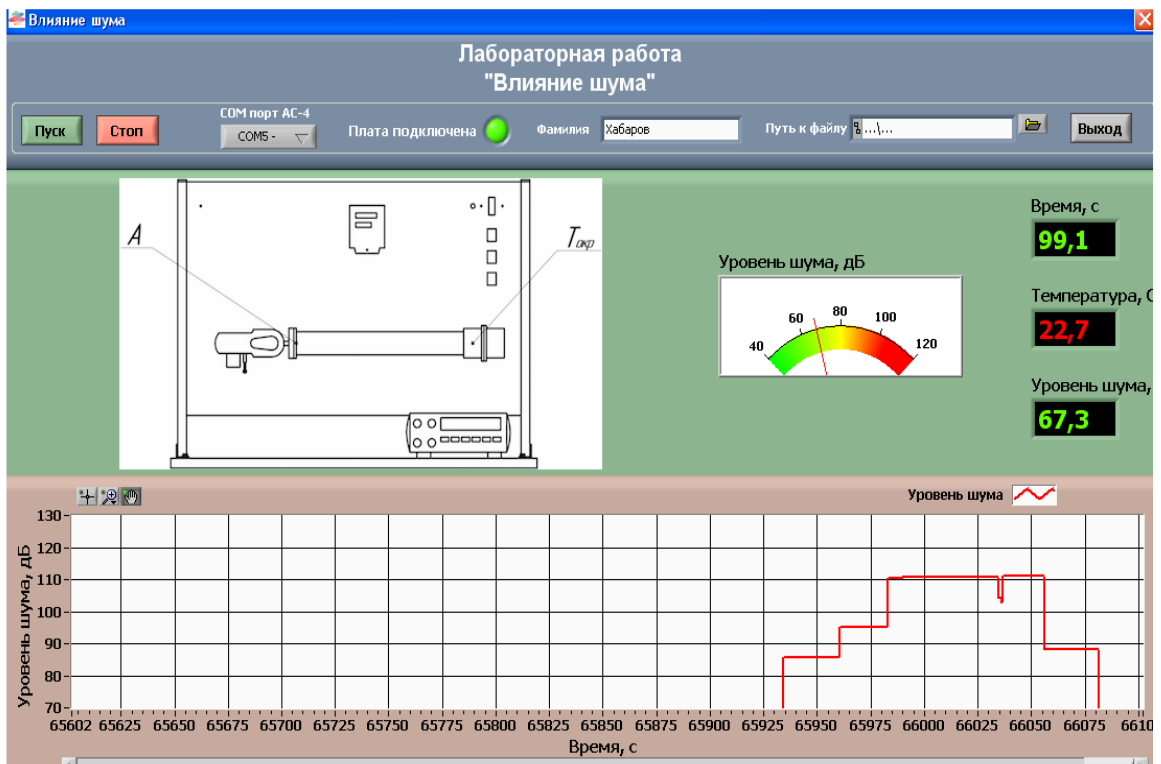 Влияние шума
Лабораторная работа
"Влияние шума"
Пуск
Стоп
COM порт АС-4
COM5 -
Плата подключена
Фамилия
Хабаров
Путь к файлу
...\...
Выход
A
Tокр
Уровень шума, дБ
40 60 80 100 120
Время, с
99,1
Температура, С
22,7
Уровень шума,
67,3
Уровень шума
Уровень шума, дБ
130
120
110
100
90
80
70
65602 65625 65650 65675 65700 65725 65750 65775 65800 65825 65850 65875 65900 65925 65950 65975 66000 66025 66050 66075 6610
Время, с